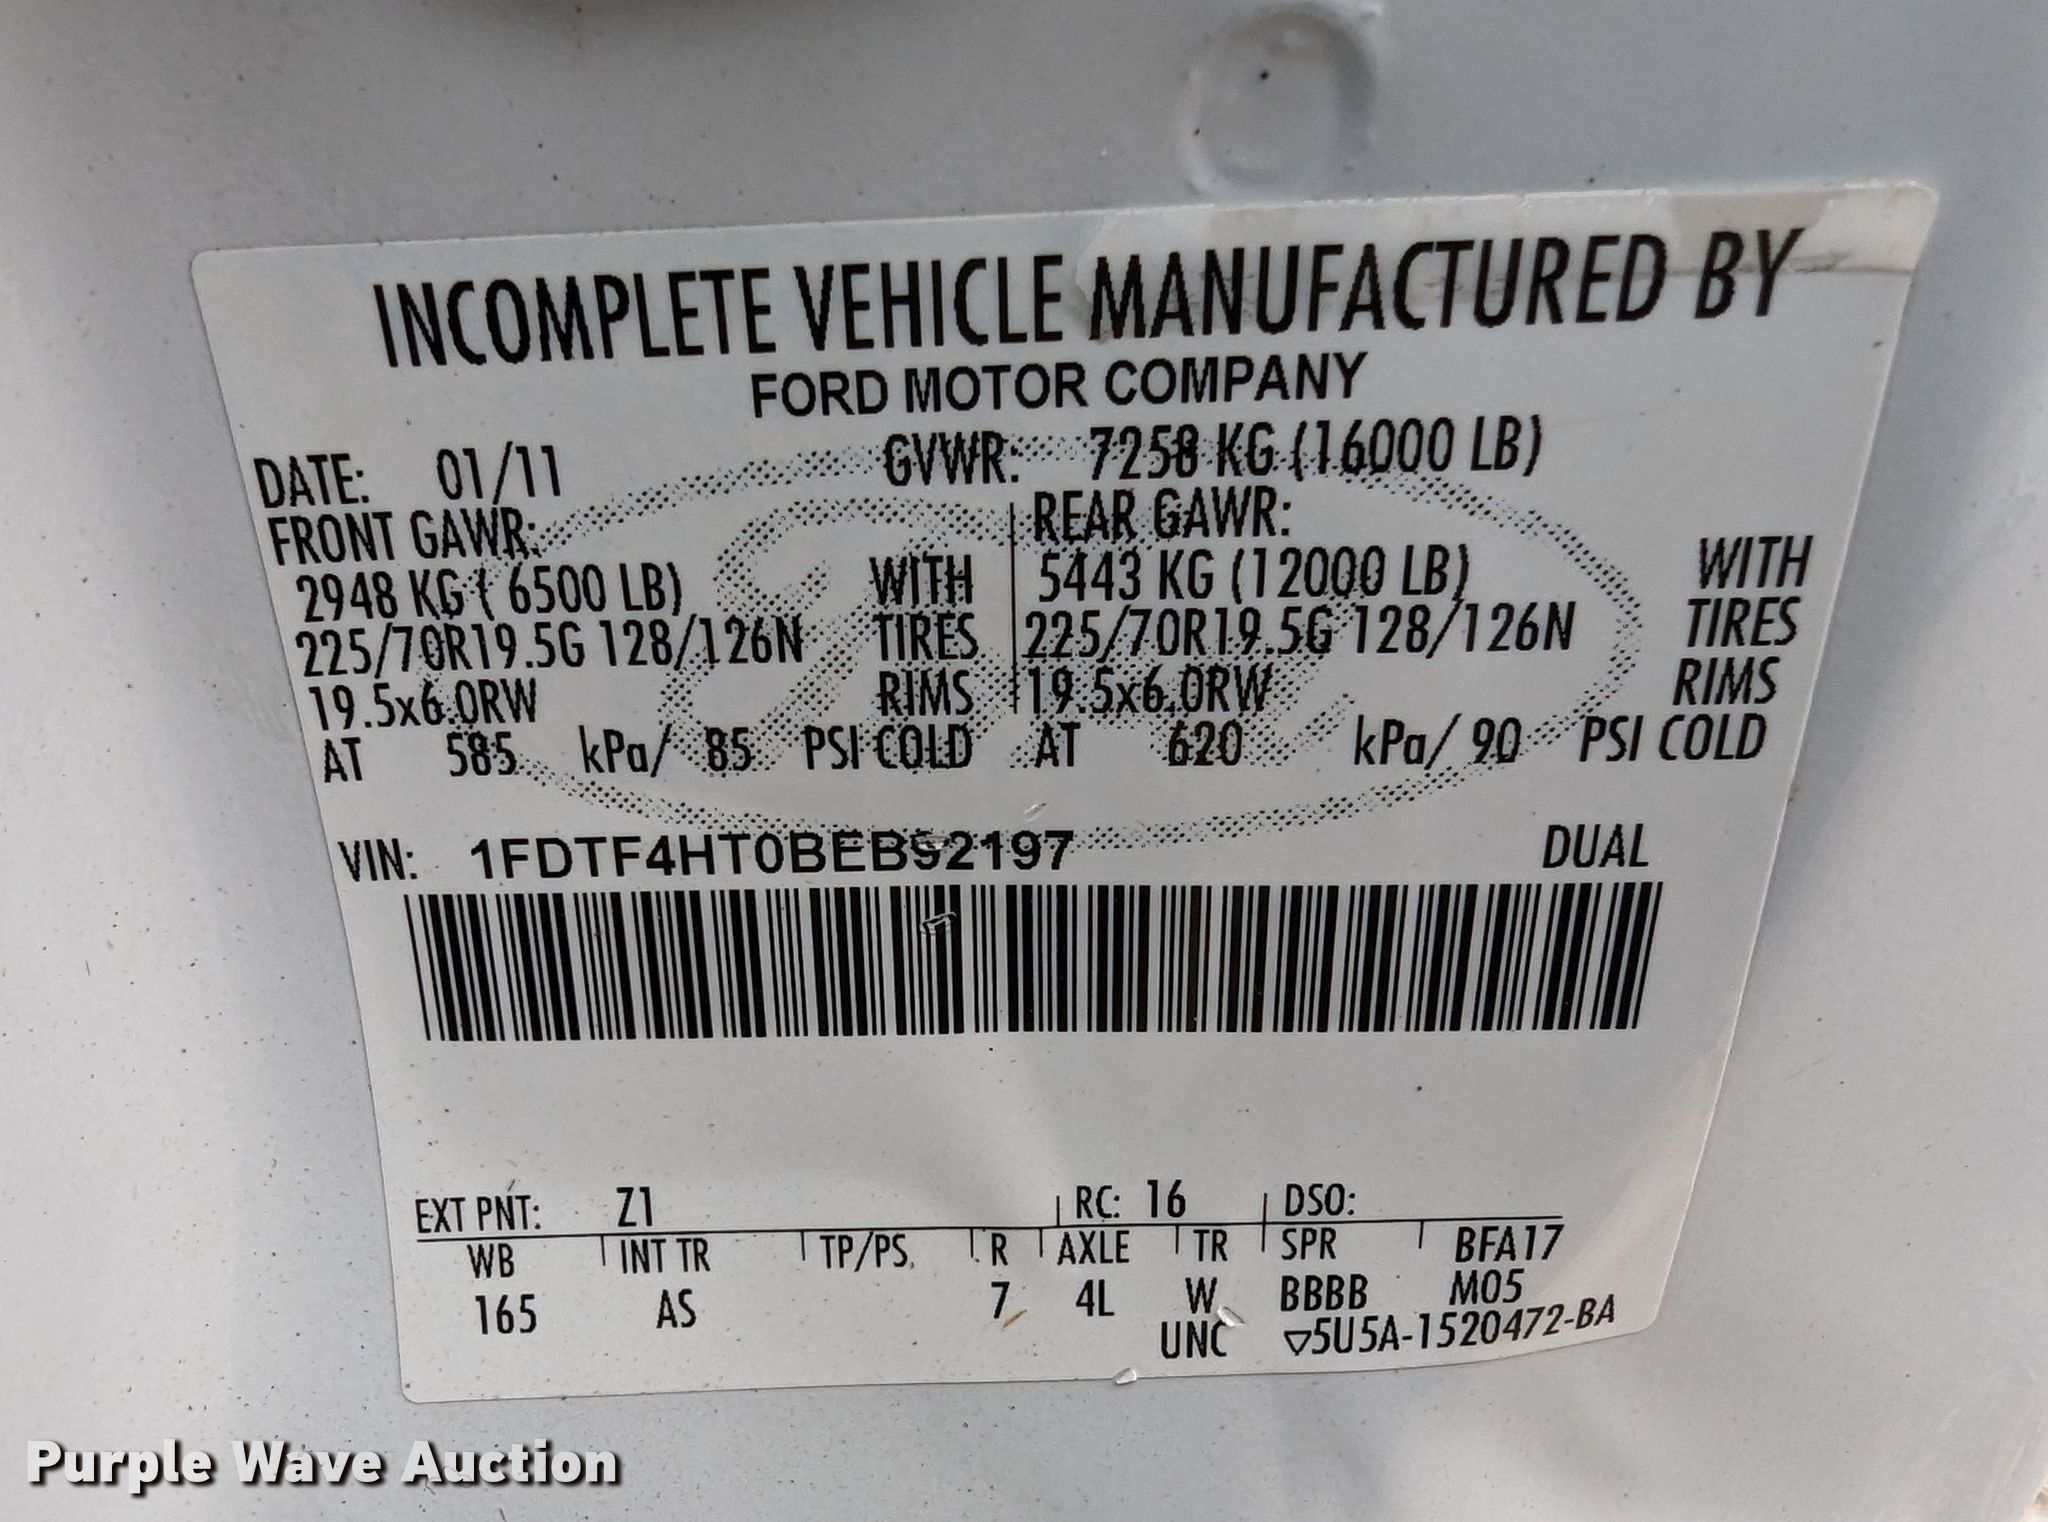 INCOMPLETE VEHICLE MANUFACTURED BY
FORD MOTOR COMPANY
DATE: 01/11 GVWR: 7258 KG (16000 LB)
FRONT GAWR: REAR GAWR:
2948 KG ( 6500 LB) WITH 5443 KG (12000 LB) WITH
225/70R19.5G 128/126N TIRES 225/70R19.5G 128/126N TIRES
19.5x6.0RW RIMS 19.5x6.0RW RIMS
AT 585 kPa/ 85 PSI COLD AT 620 kPa/ 90 PSI COLD
VIN: 1FDTF4HT0BEB92197 DUAL
EXT PNT: Z1 RC: 16 DSO:
WB INT TR TP/PS R AXLE TR SPR BFA17
165 AS 7 4L W BBBB M05
UNC ▽5U5A-1520472-BA
Purple Wave Auction